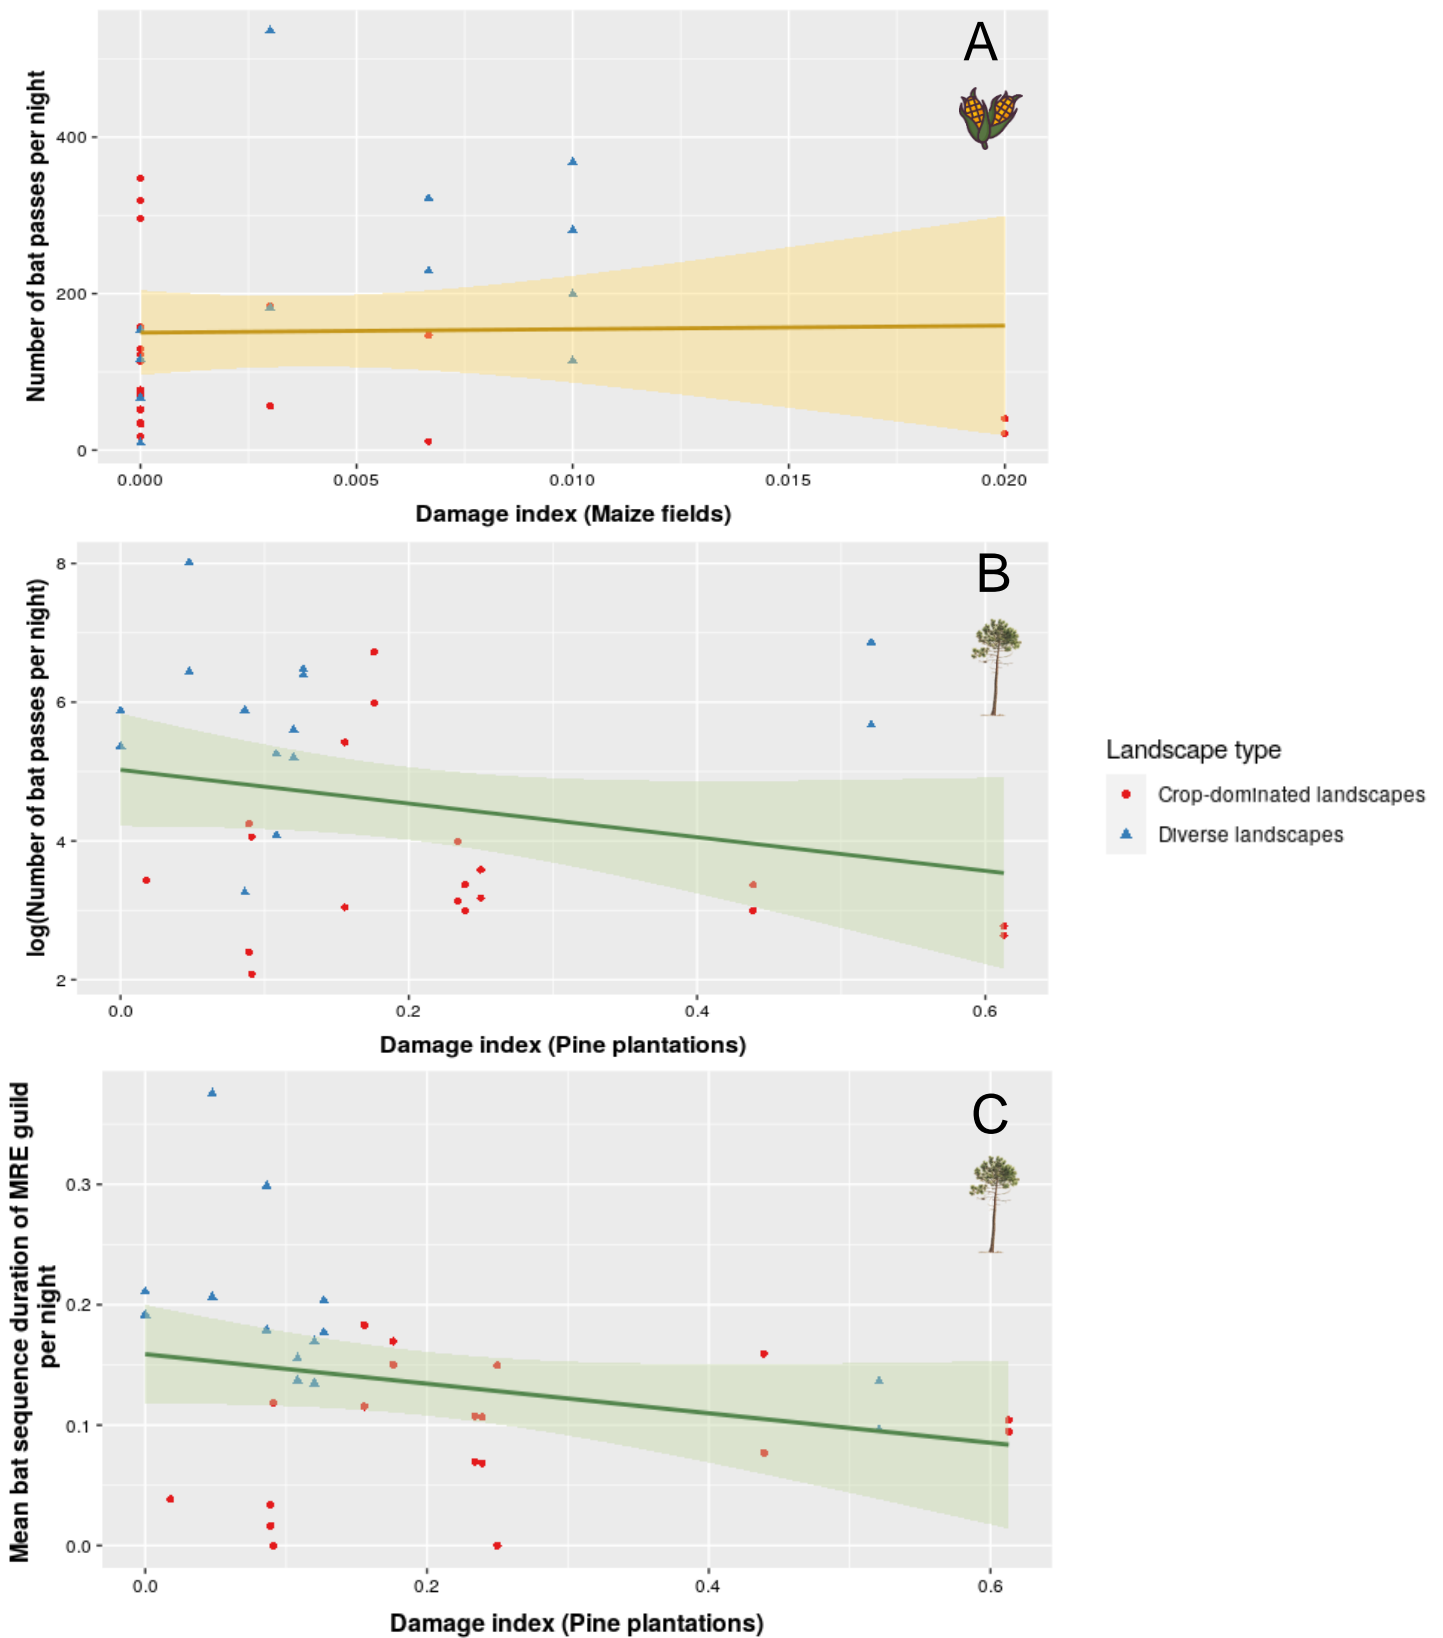 A
Number of bat passes per night
400
200
0
0.000 0.005 0.010 0.015 0.020
Damage index (Maize fields)
B
log(Number of bat passes per night)
8
6
4
2
0.0 0.2 0.4 0.6
Damage index (Pine plantations)
Landscape type
Crop-dominated landscapes
Diverse landscapes
C
Mean bat sequence duration of MRE guild
per night
0.3
0.2
0.1
0.0
0.0 0.2 0.4 0.6
Damage index (Pine plantations)